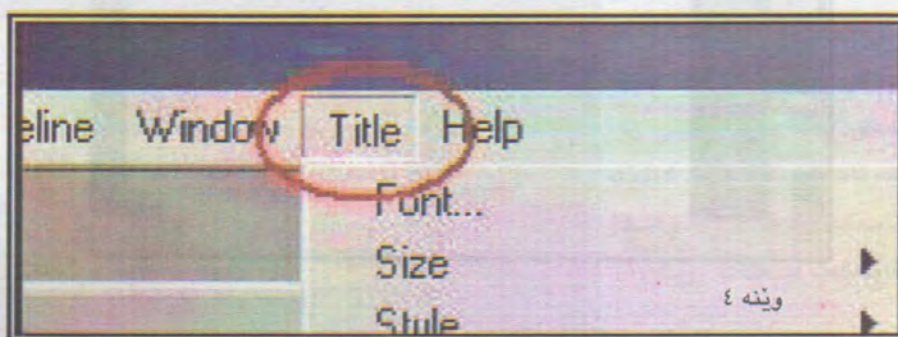 eline Window Title Help
Font...
Size
Style
وێنه ٤